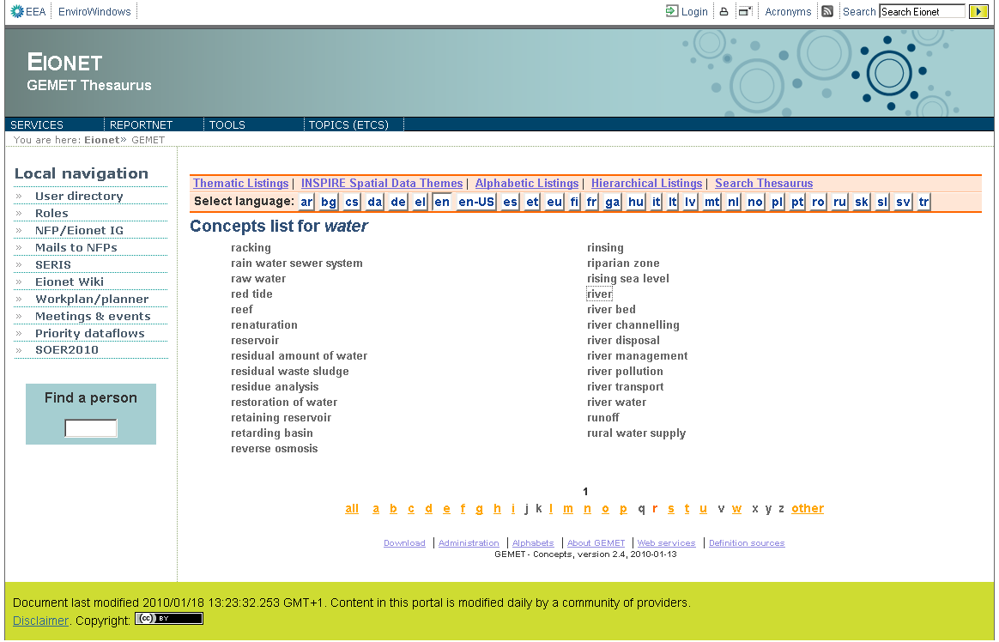 EEA EnviroWindows Login Acronyms Search Search Eionet
EIONET
GEMET Thesaurus
SERVICES REPORTNET TOOLS TOPICS (ETCS)
You are here: Eionet» GEMET
Local navigation
» User directory
» Roles
» NFP/Eionet IG
» Mails to NFPs
» SERIS
» Eionet Wiki
» Workplan/planner
» Meetings & events
» Priority dataflows
» SOER2010
Find a person
Thematic Listings | INSPIRE Spatial Data Themes | Alphabetic Listings | Hierarchical Listings | Search Thesaurus
Select language: ar bg cs da de el en en-US es et eu fi fr ga hu it lt lv mt nl no pl pt ro ru sk sl sv tr
Concepts list for water
racking
rain water sewer system
raw water
red tide
reef
renaturation
reservoir
residual amount of water
residual waste sludge
residue analysis
restoration of water
retaining reservoir
retarding basin
reverse osmosis
rinsing
riparian zone
rising sea level
river
river bed
river channelling
river disposal
river management
river pollution
river transport
river water
runoff
rural water supply
1
all a b c d e f g h i j k l m n o p q r s t u v w x y z other
Download | Administration | Alphabets | About GEMET | Web services | Definition sources
GEMET - Concepts, version 2.4, 2010-01-13
Document last modified 2010/01/18 13:23:32.253 GMT+1. Content in this portal is modified daily by a community of providers.
Disclaimer. Copyright: (cc) BY